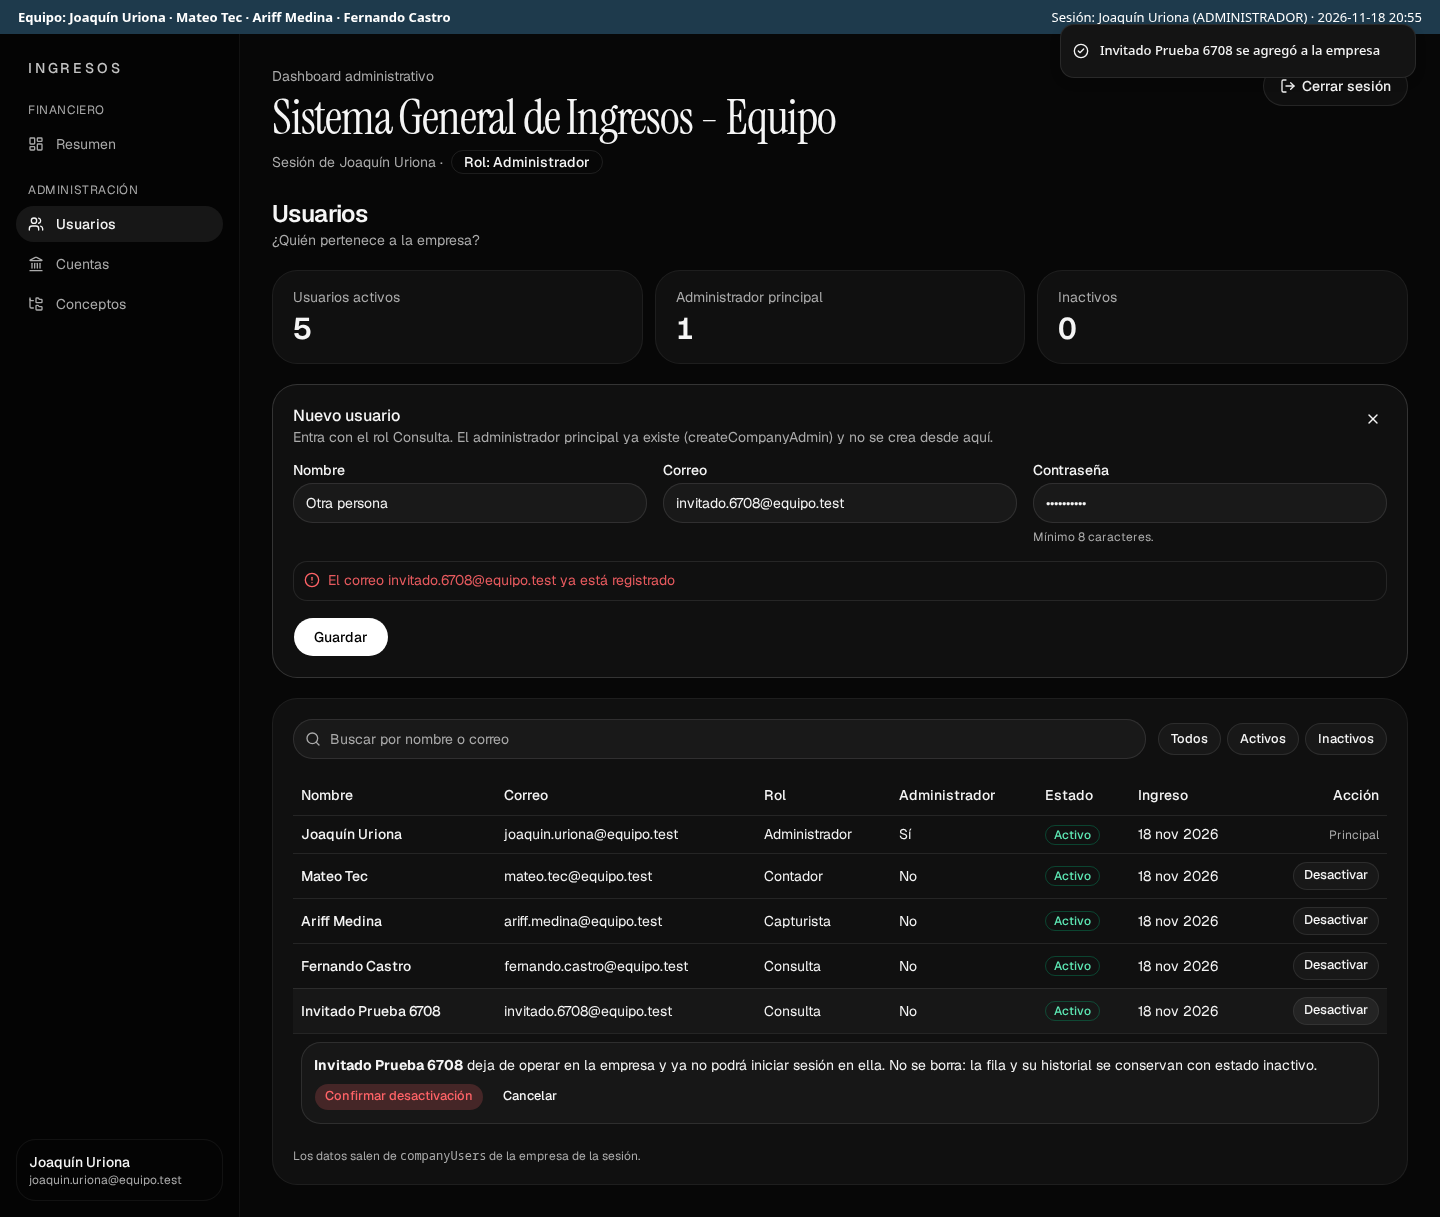 Equipo: Joaquín Uriona · Mateo Tec · Ariff Medina · Fernando Castro
Sesión: Joaquín Uriona (ADMINISTRADOR) · 2026-11-18 20:55
Invitado Prueba 6708 se agregó a la empresa
INGRESOS
FINANCIERO
Resumen
ADMINISTRACIÓN
Usuarios
Cuentas
Conceptos
Joaquín Uriona
joaquin.uriona@equipo.test
Dashboard administrativo
Cerrar sesión
Sistema General de Ingresos - Equipo
Sesión de Joaquín Uriona · Rol: Administrador
Usuarios
¿Quién pertenece a la empresa?
Usuarios activos
5
Administrador principal
1
Inactivos
0
Nuevo usuario
Entra con el rol Consulta. El administrador principal ya existe (createCompanyAdmin) y no se crea desde aquí.
Nombre
Otra persona
Correo
invitado.6708@equipo.test
Contraseña
••••••••••
Mínimo 8 caracteres.
El correo invitado.6708@equipo.test ya está registrado
Guardar
Buscar por nombre o correo
Todos Activos Inactivos
Nombre Correo Rol Administrador Estado Ingreso Acción
Joaquín Uriona joaquin.uriona@equipo.test Administrador Sí Activo 18 nov 2026 Principal
Mateo Tec mateo.tec@equipo.test Contador No Activo 18 nov 2026 Desactivar
Ariff Medina ariff.medina@equipo.test Capturista No Activo 18 nov 2026 Desactivar
Fernando Castro fernando.castro@equipo.test Consulta No Activo 18 nov 2026 Desactivar
Invitado Prueba 6708 invitado.6708@equipo.test Consulta No Activo 18 nov 2026 Desactivar
Invitado Prueba 6708 deja de operar en la empresa y ya no podrá iniciar sesión en ella. No se borra: la fila y su historial se conservan con estado inactivo.
Confirmar desactivación Cancelar
Los datos salen de companyUsers de la empresa de la sesión.